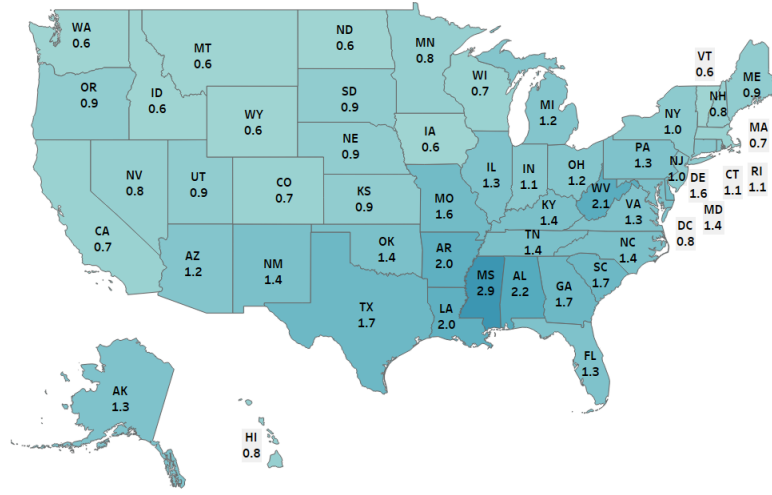 WA
0.6
MT
0.6
ND
0.6
MN
0.8
VT
0.6
ME
0.9
OR
0.9
ID
0.6
SD
0.9
WI
0.7
NH
0.8
WY
0.6
MI
1.2
NY
1.0
MA
0.7
NE
0.9
IA
0.6
PA
1.3
NJ
1.0
NV
0.8
UT
0.9
CO
0.7
IL
1.3
IN
1.1
OH
1.2
DE
1.6
CT
1.1
RI
1.1
KS
0.9
MO
1.6
WV
2.1
KY
1.4
VA
1.3
MD
1.4
CA
0.7
DC
0.8
AZ
1.2
NM
1.4
OK
1.4
AR
2.0
TN
1.4
NC
1.4
MS
2.9
AL
2.2
GA
1.7
SC
1.7
TX
1.7
LA
2.0
FL
1.3
AK
1.3
HI
0.8